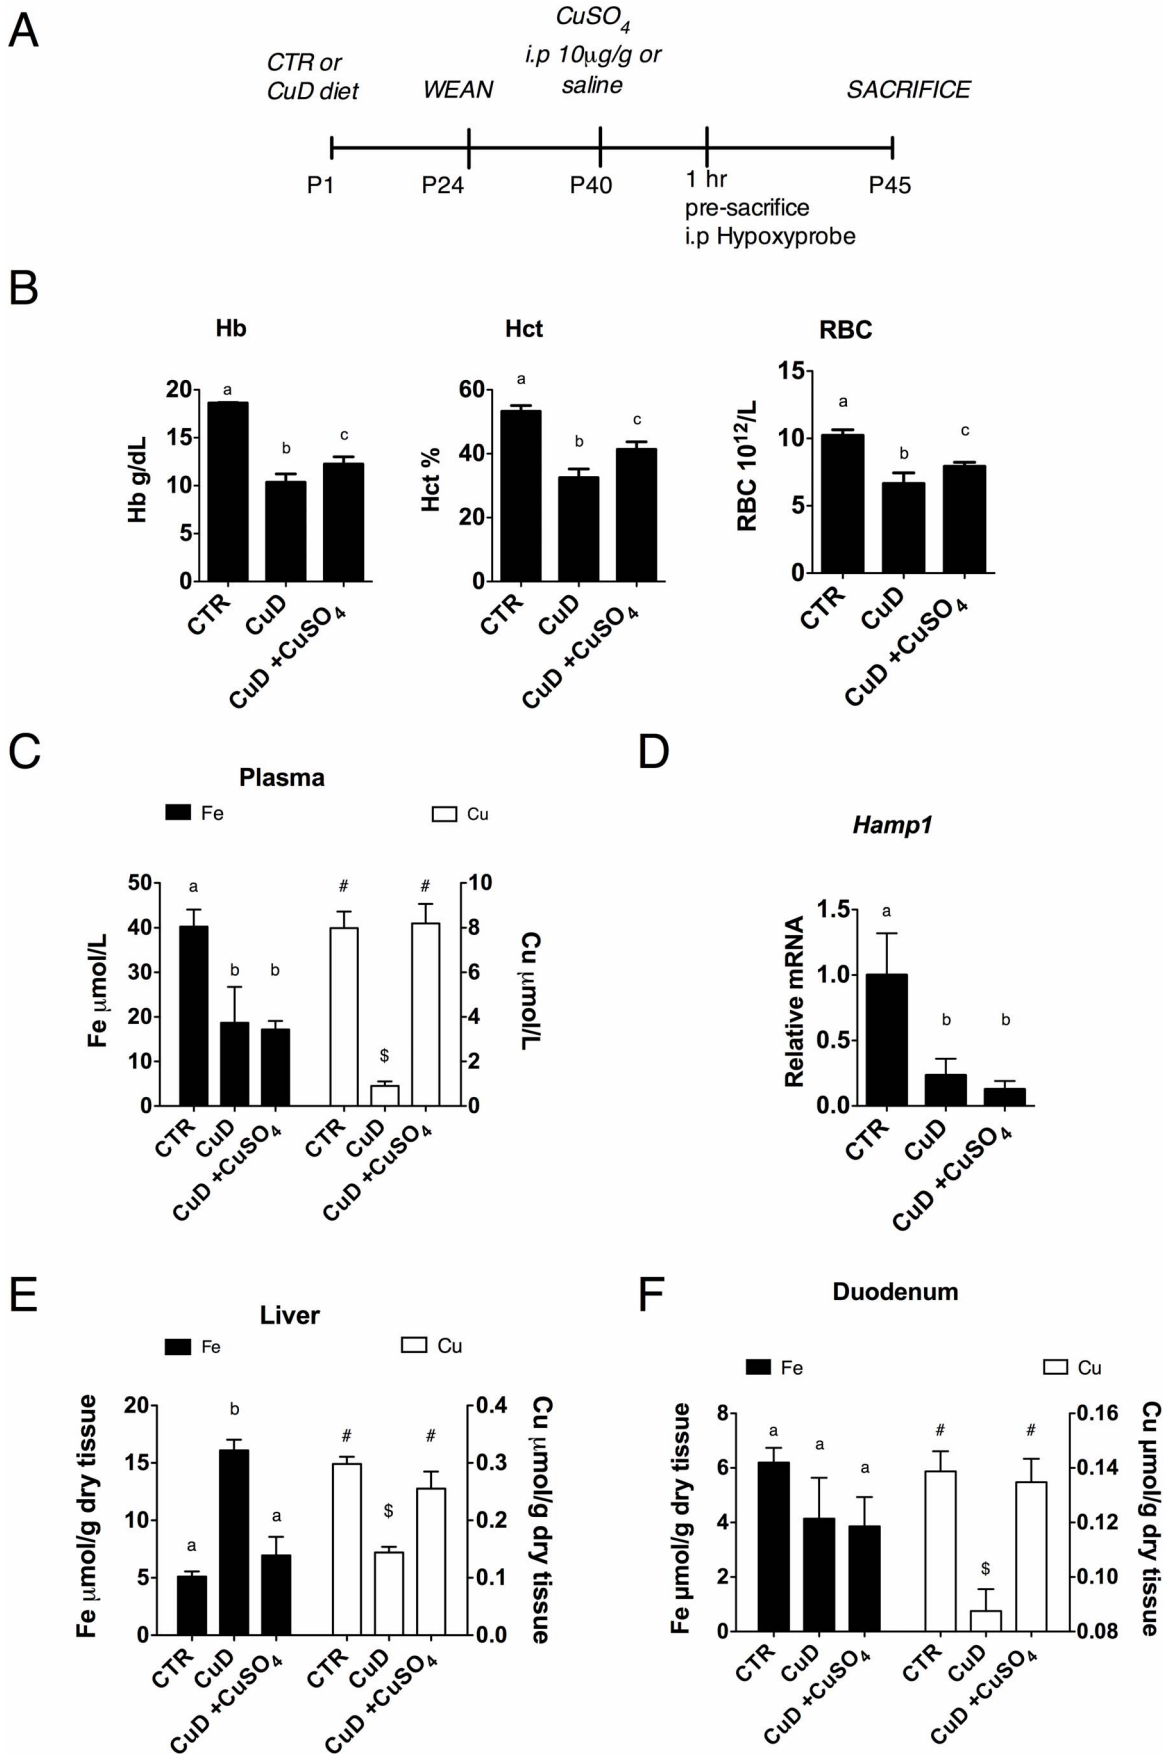 A
CuSO4
i.p 10µg/g or
saline
CTR or
CuD diet
WEAN
SACRIFICE
P1
P24
P40
1 hr
pre-sacrifice
i.p Hypoxyprobe
P45
B
Hb
Hct
RBC
Hb g/dL
20
15
10
5
0
a
b
c
CTR
CuD
CuD +CuSO4
Hct %
60
40
20
0
a
b
c
CTR
CuD
CuD +CuSO4
RBC 10^12/L
15
10
5
0
a
b
c
CTR
CuD
CuD +CuSO4
C
Plasma
Fe
Cu
Fe µmol/L
50
40
30
20
10
0
a
b
b
#
$
#
10
8
6
4
2
0
Cu µmol/L
CTR
CuD
CuD +CuSO4
CTR
CuD
CuD +CuSO4
D
Hamp1
Relative mRNA
1.5
1.0
0.5
0.0
a
b
b
CTR
CuD
CuD +CuSO4
E
Liver
Fe
Cu
Fe µmol/g dry tissue
20
15
10
5
0
a
b
a
#
$
#
0.4
0.3
0.2
0.1
0.0
Cu µmol/g dry tissue
CTR
CuD
CuD +CuSO4
CTR
CuD
CuD +CuSO4
F
Duodenum
Fe
Cu
Fe µmol/g dry tissue
8
6
4
2
0
a
a
a
#
$
#
0.16
0.14
0.12
0.10
0.08
Cu µmol/g dry tissue
CTR
CuD
CuD +CuSO4
CTR
CuD
CuD +CuSO4